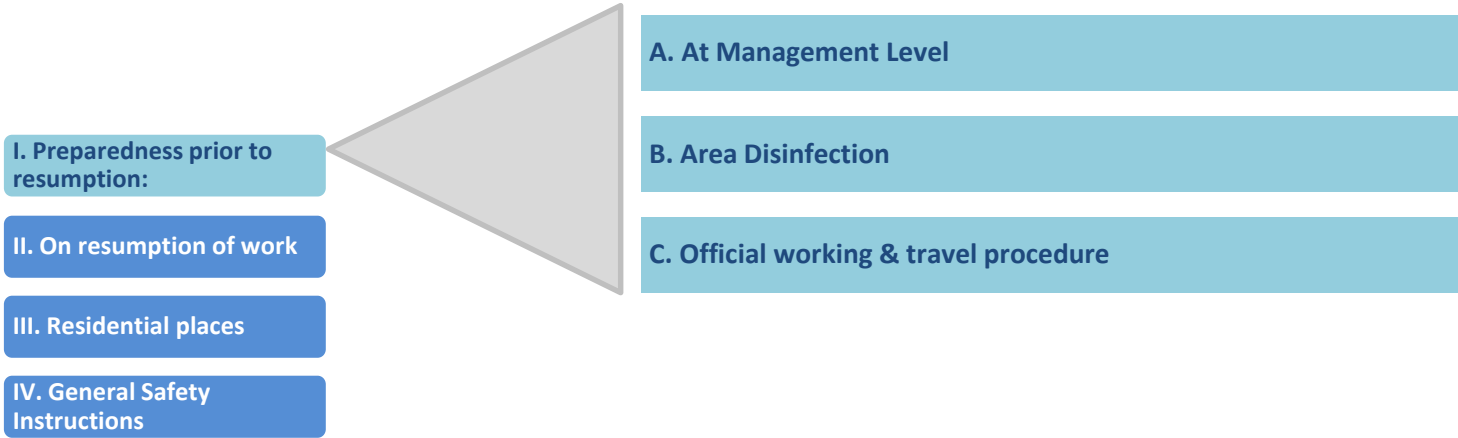 I. Preparedness prior to
resumption:
II. On resumption of work
III. Residential places
IV. General Safety
Instructions
A. At Management Level
B. Area Disinfection
C. Official working & travel procedure